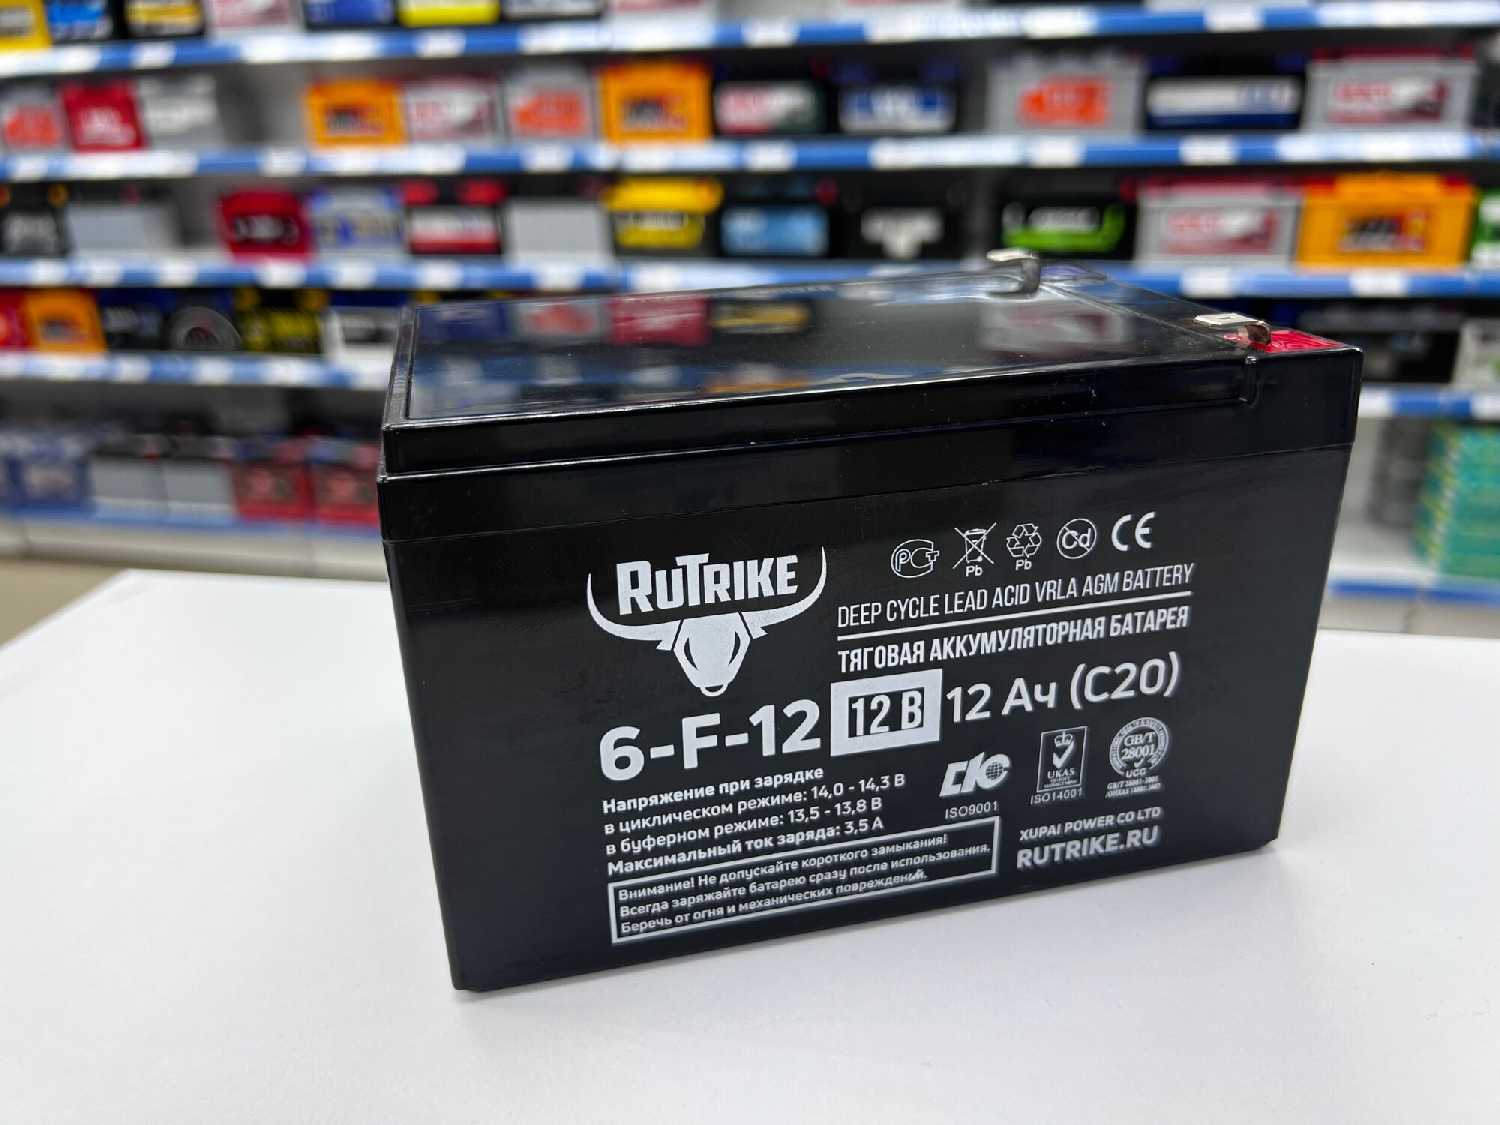 RUTRIKE
РСТ
Pb
Pb
Cd
CE
DEEP CYCLE LEAD ACID VRLA AGM BATTERY
ТЯГОВАЯ АККУМУЛЯТОРНАЯ БАТАРЕЯ
6-F-12 12 В 12 Ач (C20)
Напряжение при зарядке
в циклическом режиме: 14,0 - 14,3 В
в буферном режиме: 13,5 - 13,8 В
Максимальный ток заряда: 3,5 А
Внимание! Не допускайте короткого замыкания!
Всегда заряжайте батарею сразу после использования.
Беречь от огня и механических повреждений.
ISO9001
UKAS
ISO14001
GB/T
28001
XUPAI POWER CO LTD
RUTRIKE.RU